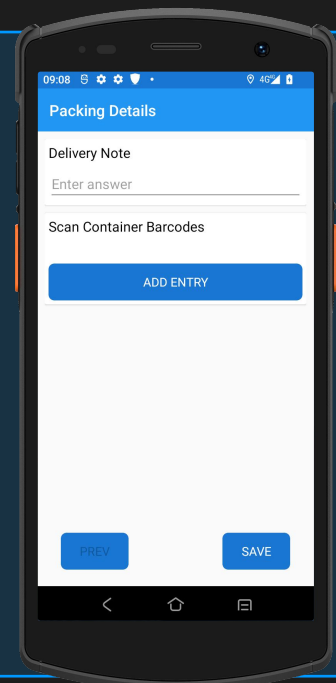 09:08
4G
Packing Details
Delivery Note
Enter answer
Scan Container Barcodes
ADD ENTRY
PREV
SAVE